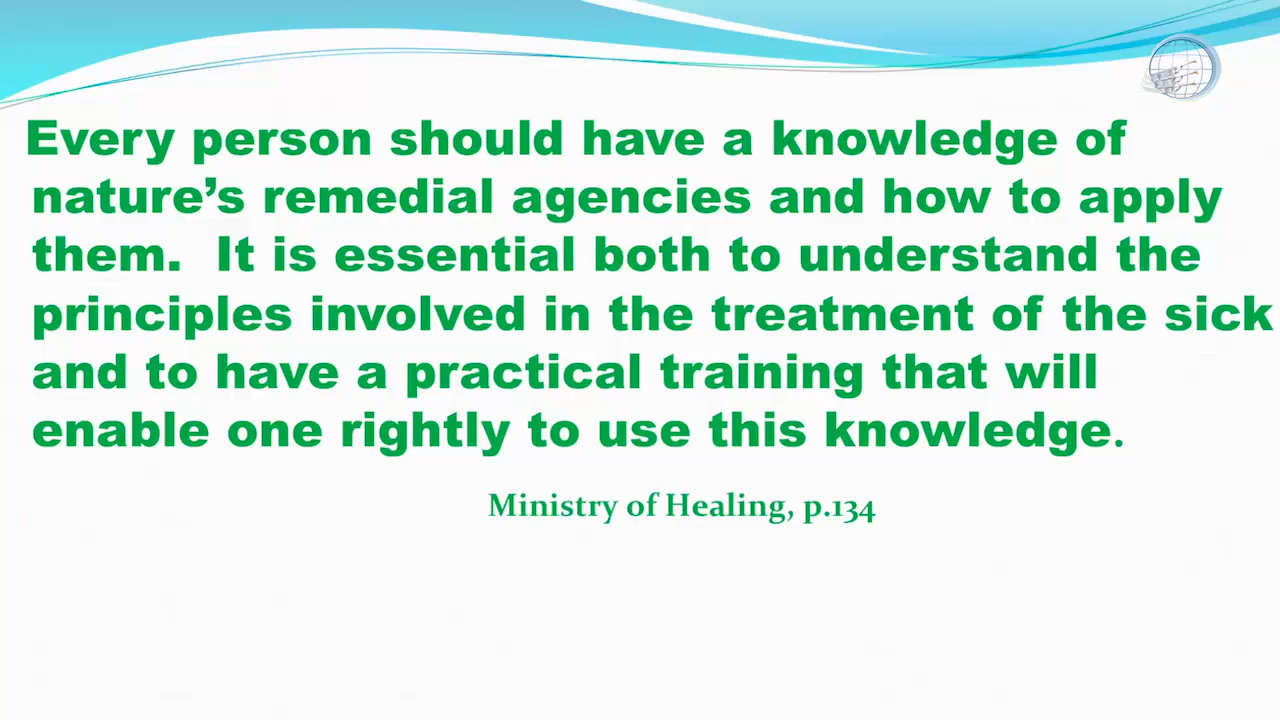 Every person should have a knowledge of
nature’s remedial agencies and how to apply
them.  It is essential both to understand the
principles involved in the treatment of the sick
and to have a practical training that will
enable one rightly to use this knowledge.
Ministry of Healing, p.134